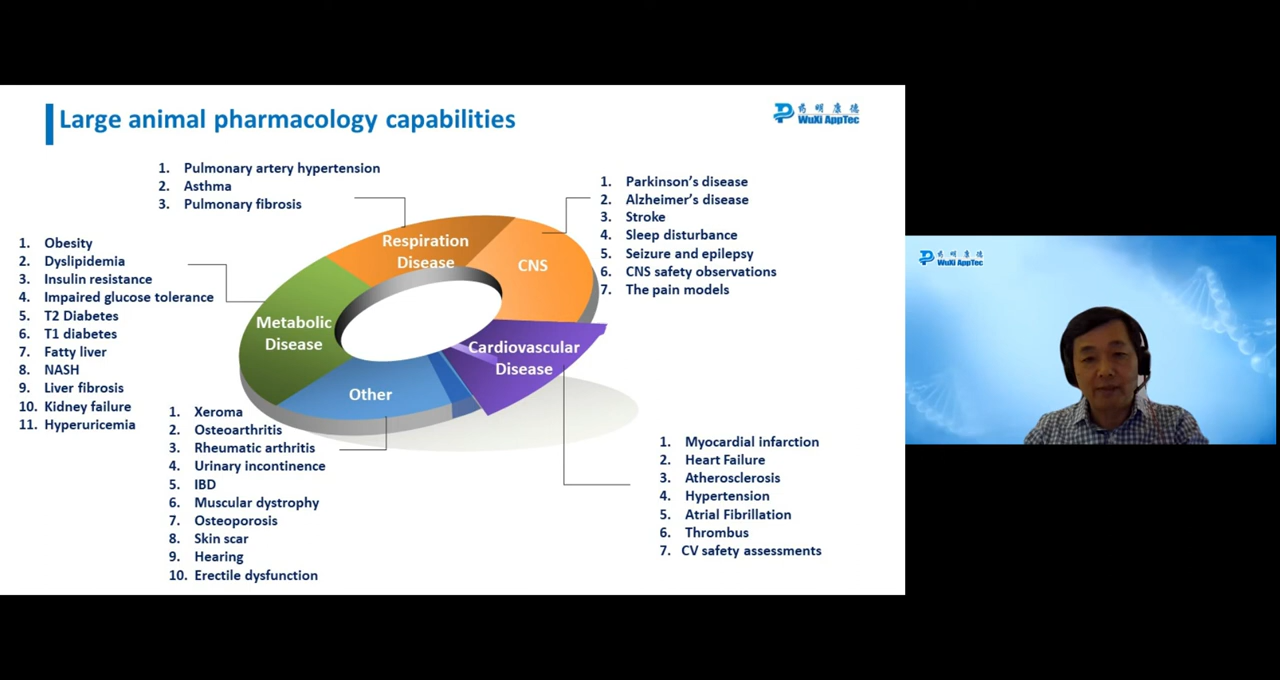 Large animal pharmacology capabilities
药明康德
WuXi AppTec
1. Pulmonary artery hypertension
2. Asthma
3. Pulmonary fibrosis
1. Parkinson's disease
2. Alzheimer's disease
3. Stroke
4. Sleep disturbance
5. Seizure and epilepsy
6. CNS safety observations
7. The pain models
1. Obesity
2. Dyslipidemia
3. Insulin resistance
4. Impaired glucose tolerance
5. T2 Diabetes
6. T1 diabetes
7. Fatty liver
8. NASH
9. Liver fibrosis
10. Kidney failure
11. Hyperuricemia
Respiration
Disease
CNS
Metabolic
Disease
Cardiovascular
Disease
Other
1. Xeroma
2. Osteoarthritis
3. Rheumatic arthritis
4. Urinary incontinence
5. IBD
6. Muscular dystrophy
7. Osteoporosis
8. Skin scar
9. Hearing
10. Erectile dysfunction
1. Myocardial infarction
2. Heart Failure
3. Atherosclerosis
4. Hypertension
5. Atrial Fibrillation
6. Thrombus
7. CV safety assessments
药明康德
WuXi AppTec